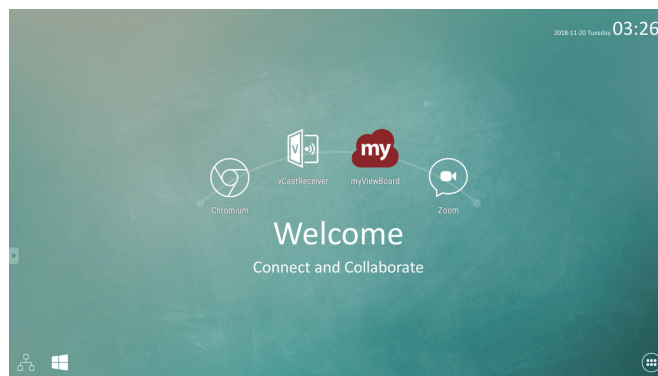 2018-11-20 Tuesday 03:26
V
my
vCastReceiver
myViewBoard
Chromium
Zoom
Welcome
Connect and Collaborate